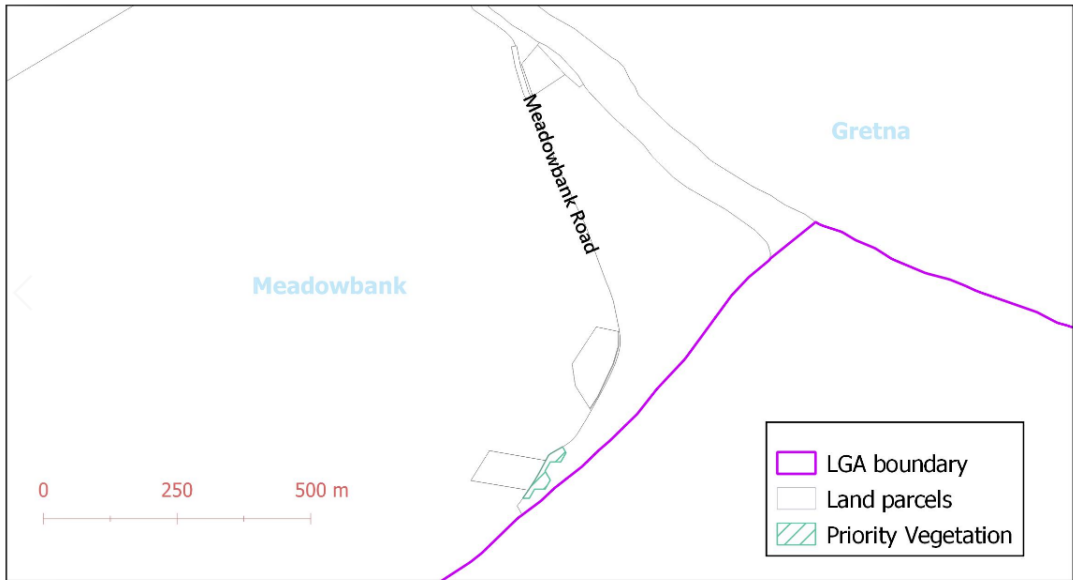 Gretna
Meadowbank Road
Meadowbank
0 250 500 m
LGA boundary
Land parcels
Priority Vegetation